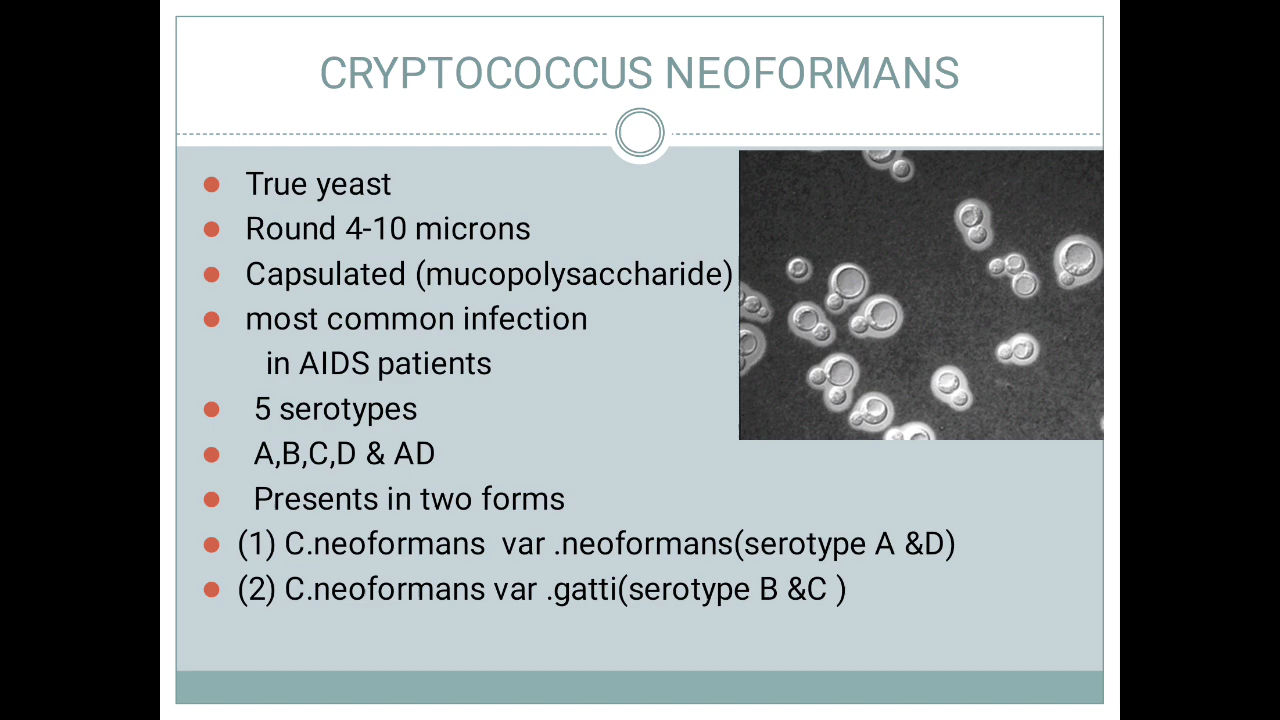 CRYPTOCOCCUS NEOFORMANS
True yeast
Round 4-10 microns
Capsulated (mucopolysaccharide)
most common infection
in AIDS patients
5 serotypes
A,B,C,D & AD
Presents in two forms
(1) C.neoformans  var .neoformans(serotype A &D)
(2) C.neoformans var .gatti(serotype B &C )